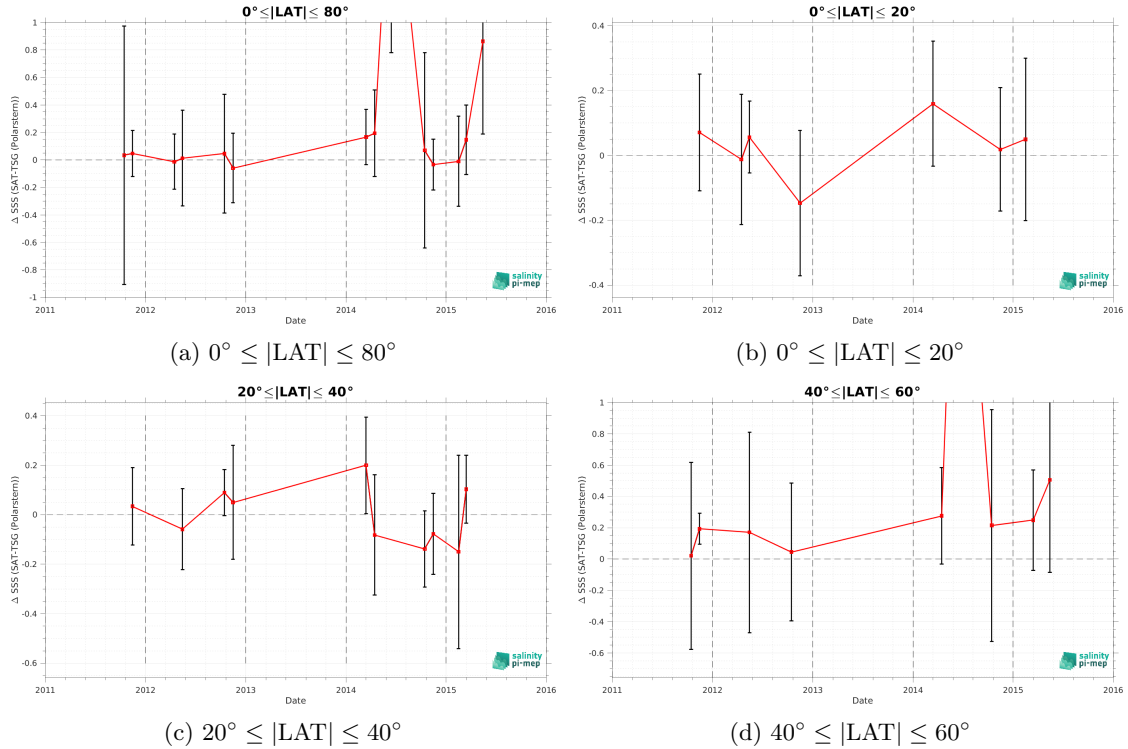 0°≤|LAT|≤ 80°
Δ SSS (SAT-TSG (Polarstern))
1
0.8
0.6
0.4
0.2
0
-0.2
-0.4
-0.6
-0.8
-1
2011 2012 2013 2014 2015 2016
Date
salinity
pi-mep
(a) 0° ≤ |LAT| ≤ 80°
0°≤|LAT|≤ 20°
Δ SSS (SAT-TSG (Polarstern))
0.4
0.2
0
-0.2
-0.4
2011 2012 2013 2014 2015 2016
Date
salinity
pi-mep
(b) 0° ≤ |LAT| ≤ 20°
20°≤|LAT|≤ 40°
Δ SSS (SAT-TSG (Polarstern))
0.4
0.2
0
-0.2
-0.4
-0.6
2011 2012 2013 2014 2015 2016
Date
salinity
pi-mep
(c) 20° ≤ |LAT| ≤ 40°
40°≤|LAT|≤ 60°
Δ SSS (SAT-TSG (Polarstern))
1
0.8
0.6
0.4
0.2
0
-0.2
-0.4
-0.6
2011 2012 2013 2014 2015 2016
Date
salinity
pi-mep
(d) 40° ≤ |LAT| ≤ 60°